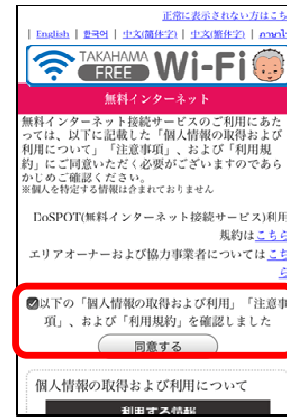 正常に表示されない方はこち
| English | 한국어 | 中文(簡体字) | 中文(繁体字) | ภาษาไ
TAKAHAMA
FREE
Wi-Fi
無料インターネット
無料インターネット接続サービスのご利用にあた
っては、以下に記載した「個人情報の取得および
利用について」「注意事項」、および「利用規
約」にご同意いただく必要がございますのであら
かじめご確認ください。
※個人を特定する情報は含まれておりません
DoSPOT(無料インターネット接続サービス)利用
規約はこちら
エリアオーナーおよび協力事業者についてはこち
ら
以下の「個人情報の取得および利用」「注意事
項」、および「利用規約」を確認しました
同意する
個人情報の取得および利用について
利用する情報